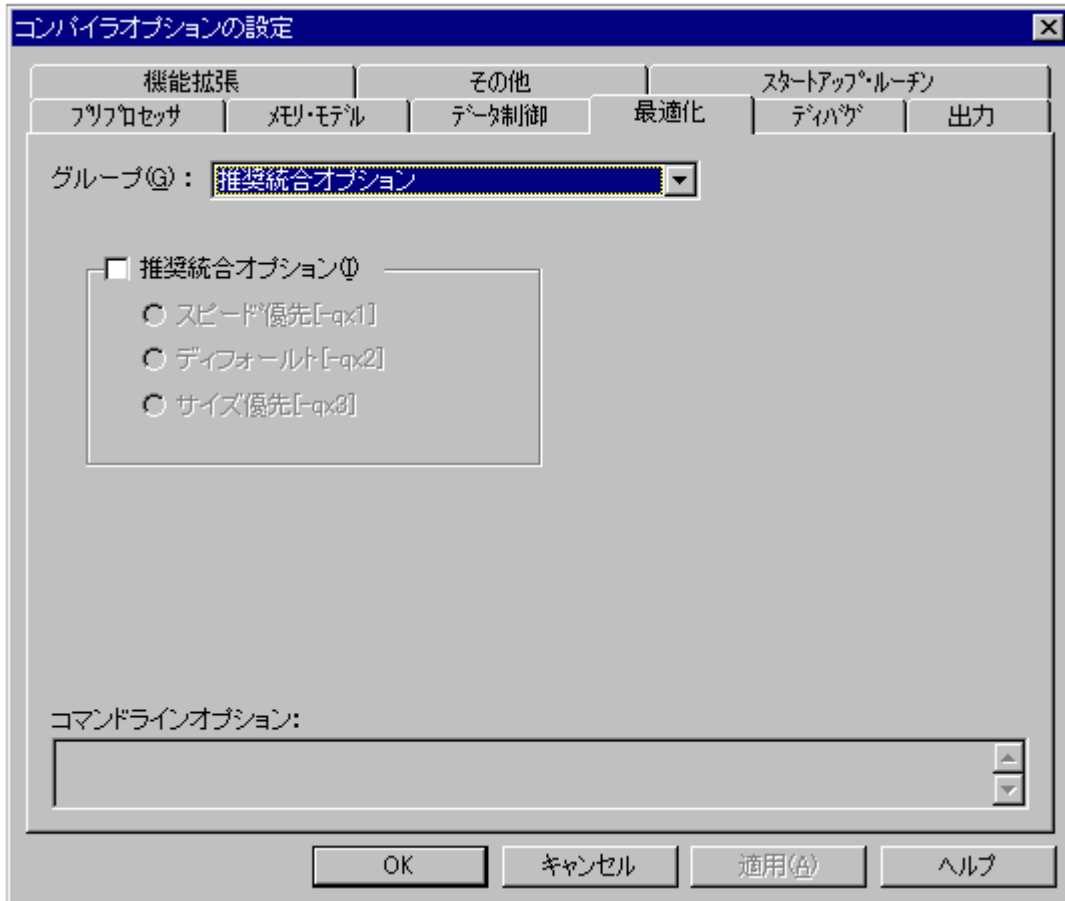 コンパイラオプションの設定
機能拡張 その他 ｽﾀｰﾄｱｯﾌﾟ･ﾙｰﾁﾝ
ﾌﾟﾘﾌﾟﾛｾｯｻ ﾒﾓﾘ･ﾓﾃﾞﾙ ﾃﾞｰﾀ制御 最適化 ﾃﾞｨﾊﾞｸﾞ 出力
グループ(G)： 推奨統合オプション
推奨統合オプション(I)
スピード優先[-qx1]
ディフォールト[-qx2]
サイズ優先[-qx3]
コマンドラインオプション:
OK キャンセル 適用(A) ヘルプ